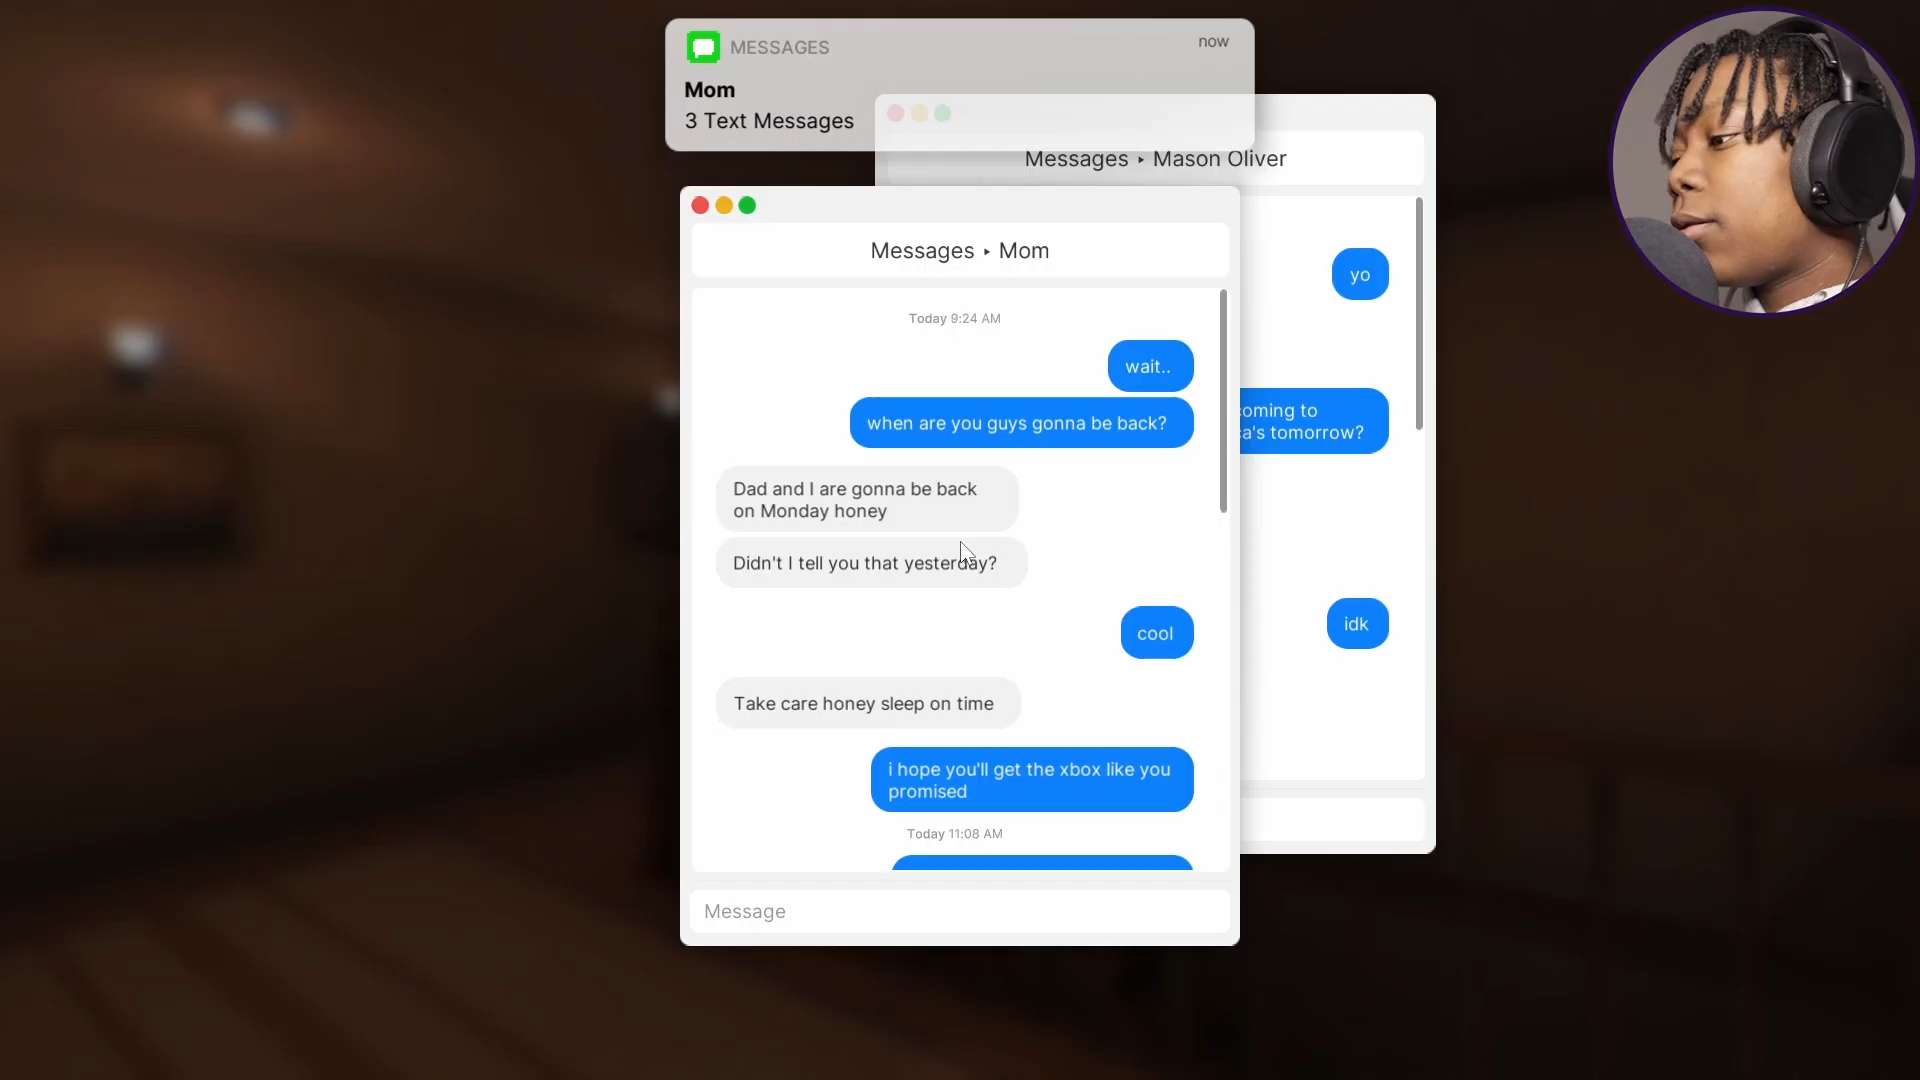 MESSAGES
now
Mom
3 Text Messages
Messages ▸ Mason Oliver
yo
coming to
tomorrow?
idk
Messages ▸ Mom
Today 9:24 AM
wait..
when are you guys gonna be back?
Dad and I are gonna be back
on Monday honey
Didn't I tell you that yesterday?
cool
Take care honey sleep on time
i hope you'll get the xbox like you
promised
Today 11:08 AM
Message